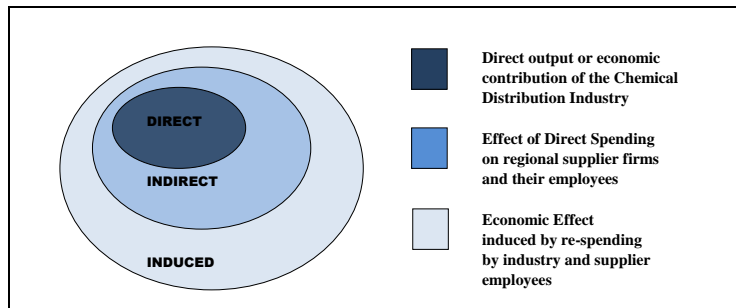 DIRECT
INDIRECT
INDUCED
Direct output or economic
contribution of the Chemical
Distribution Industry
Effect of Direct Spending
on regional supplier firms
and their employees
Economic Effect
induced by re-spending
by industry and supplier
employees